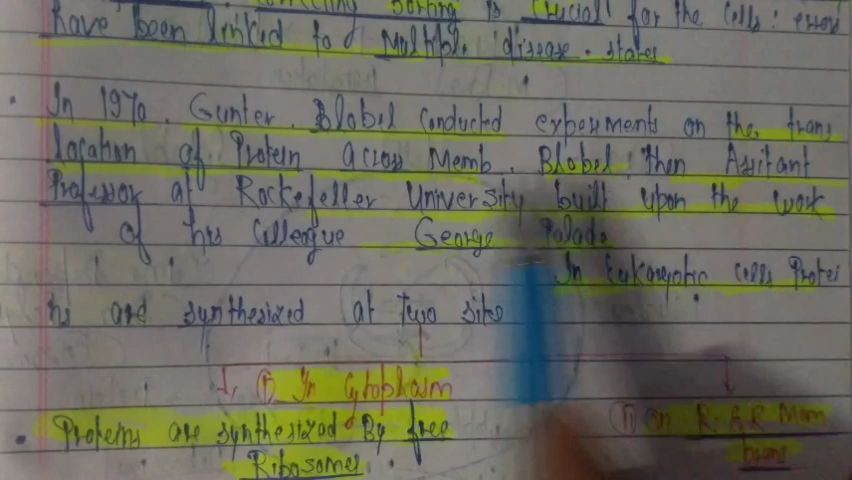 Sorting is Crucial for the Cells: errors
have been linked to Multiple disease states
In 1970, Gunter Blobel conducted experiments on the trans
location of Protein across Memb. Blobel, then Assitant
Professor at Rockefeller University built upon the work
of his Colleague George Palade
In Eukaryotic cells Protei
ns are synthesized at Two site
(i) In Cytoplasm
(ii) on R.E.R Mem
brane
Proteins are synthesized By free
Ribosomes